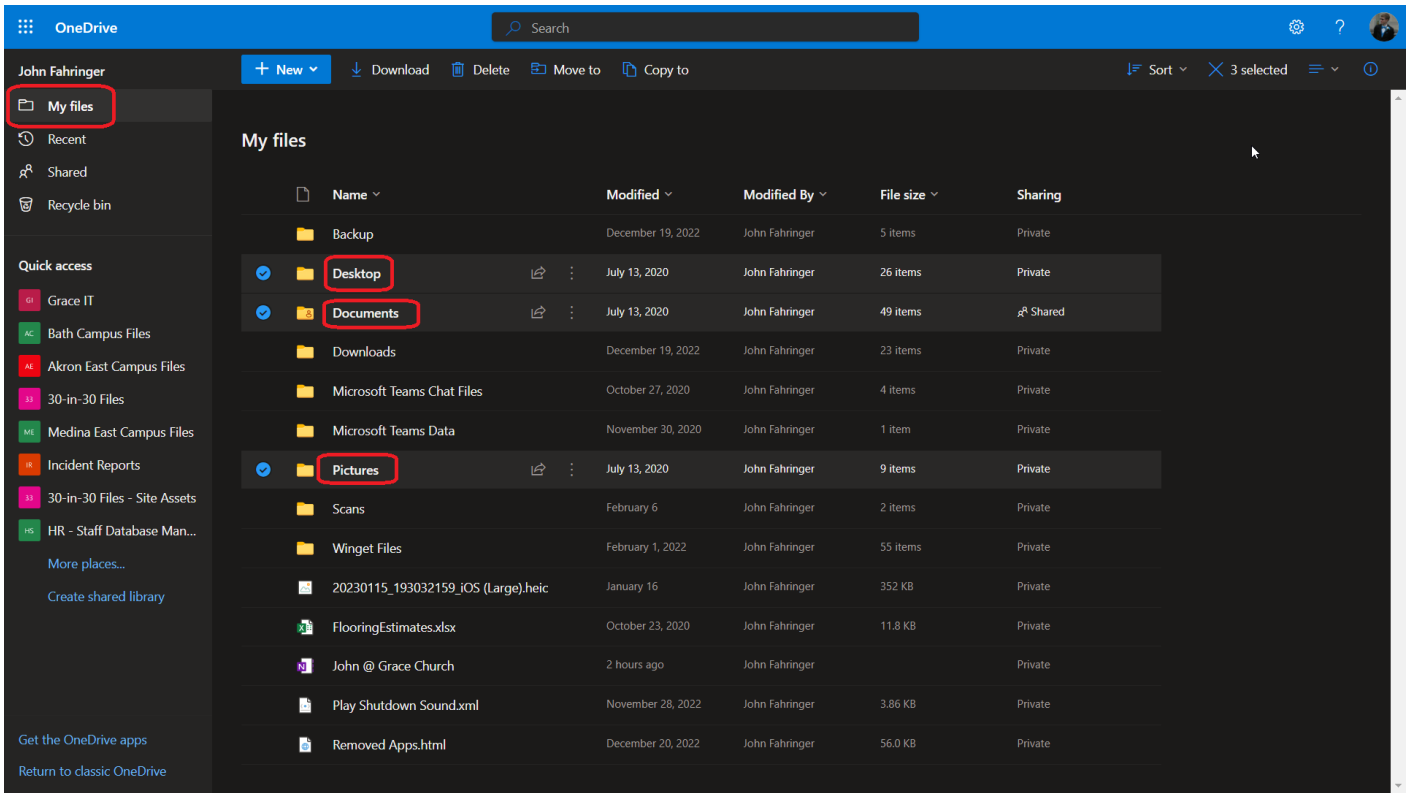 OneDrive
Search
?
John Fahringer
New
Download
Delete
Move to
Copy to
Sort
3 selected
My files
Recent
Shared
Recycle bin
Quick access
GI Grace IT
AC Bath Campus Files
AE Akron East Campus Files
33 30-in-30 Files
ME Medina East Campus Files
IR Incident Reports
33 30-in-30 Files - Site Assets
HS HR - Staff Database Man...
More places...
Create shared library
Get the OneDrive apps
Return to classic OneDrive
My files
Name Modified Modified By File size Sharing
Backup December 19, 2022 John Fahringer 5 items Private
Desktop July 13, 2020 John Fahringer 26 items Private
Documents July 13, 2020 John Fahringer 49 items Shared
Downloads December 19, 2022 John Fahringer 23 items Private
Microsoft Teams Chat Files October 27, 2020 John Fahringer 4 items Private
Microsoft Teams Data November 30, 2020 John Fahringer 1 item Private
Pictures July 13, 2020 John Fahringer 9 items Private
Scans February 6 John Fahringer 2 items Private
Winget Files February 1, 2022 John Fahringer 55 items Private
20230115_193032159_iOS (Large).heic January 16 John Fahringer 352 KB Private
FlooringEstimates.xlsx October 23, 2020 John Fahringer 11.8 KB Private
John @ Grace Church 2 hours ago John Fahringer Private
Play Shutdown Sound.xml November 28, 2022 John Fahringer 3.86 KB Private
Removed Apps.html December 20, 2022 John Fahringer 56.0 KB Private